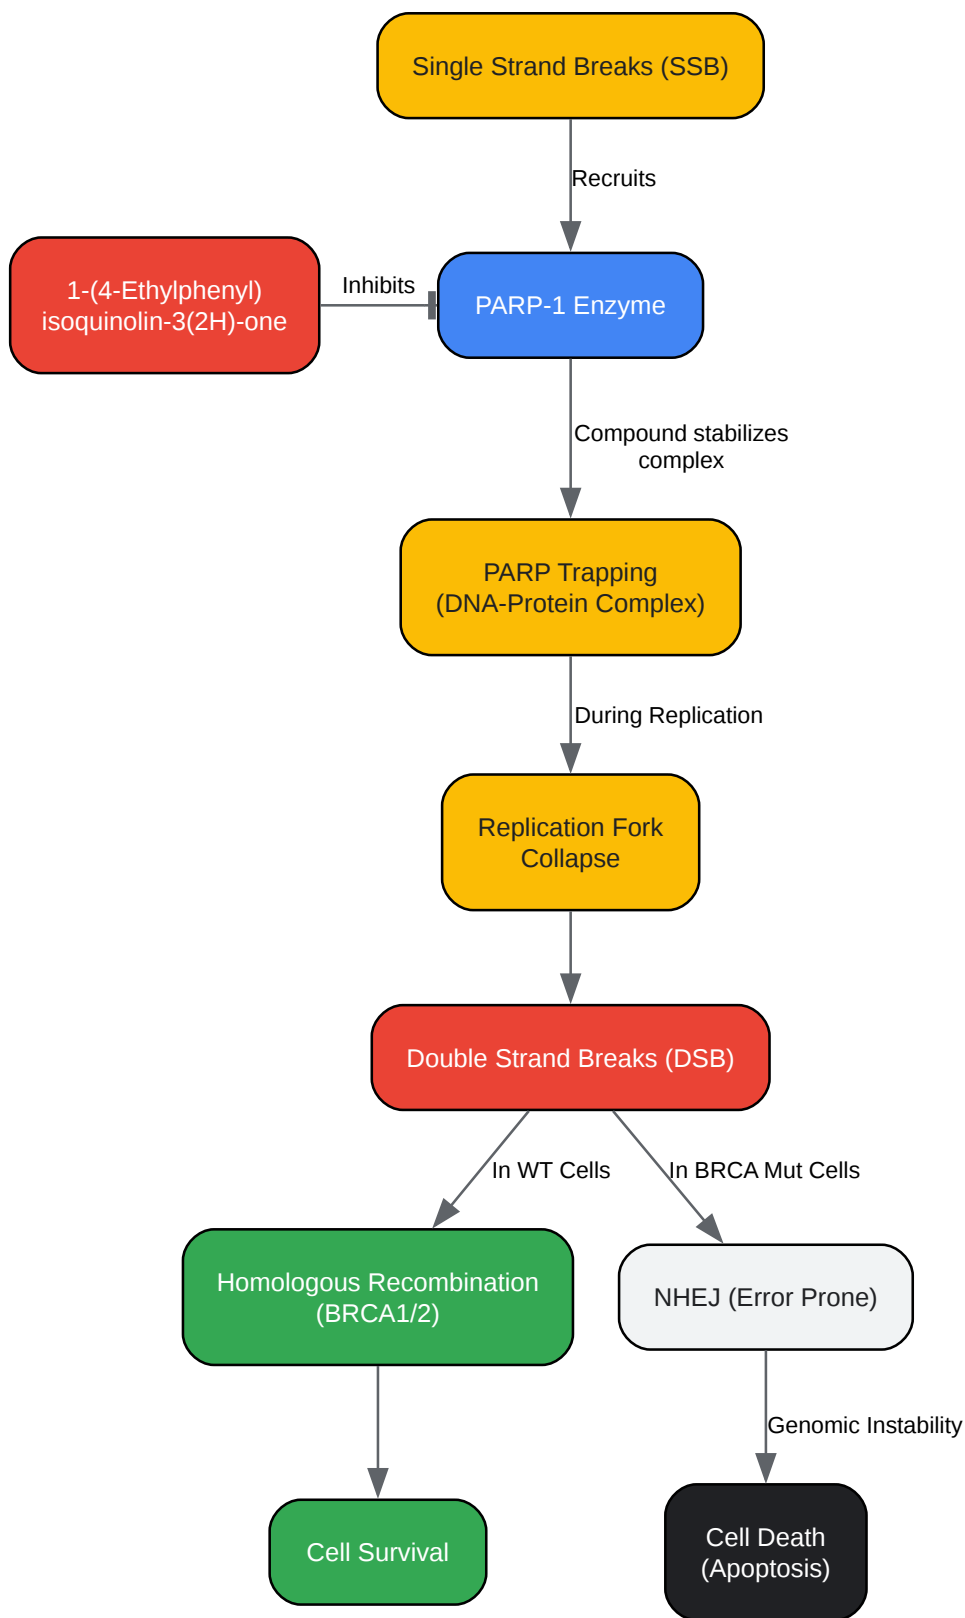 Single Strand Breaks (SSB)
Recruits
1-(4-Ethylphenyl)
isoquinolin-3(2H)-one
Inhibits
PARP-1 Enzyme
Compound stabilizes
complex
PARP Trapping
(DNA-Protein Complex)
During Replication
Replication Fork
Collapse
Double Strand Breaks (DSB)
In WT Cells
In BRCA Mut Cells
Homologous Recombination
(BRCA1/2)
NHEJ (Error Prone)
Genomic Instability
Cell Survival
Cell Death
(Apoptosis)